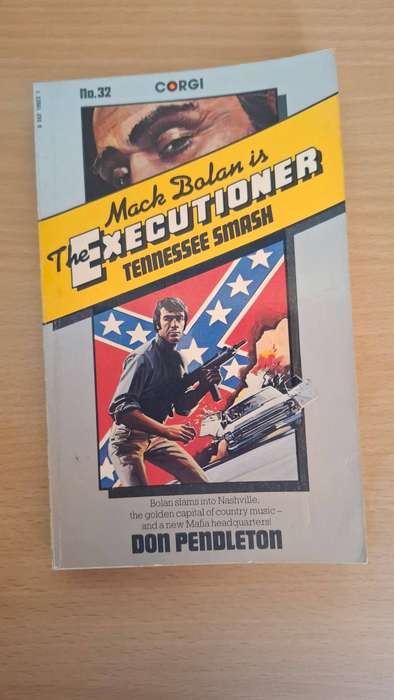 No.32
CORGI
Mack Bolan is
The EXECUTIONER
TENNESSEE SMASH
Bolan slams into Nashville,
the golden capital of country music –
and a new Mafia headquarters!
DON PENDLETON